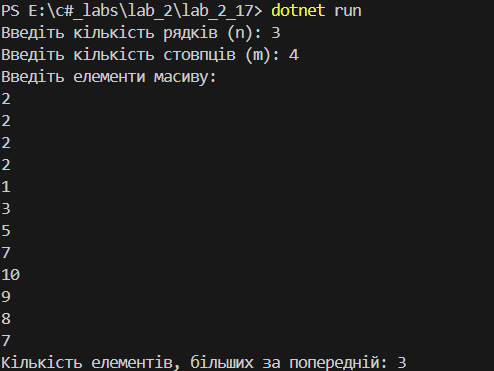 PS E:\c#_labs\lab_2\lab_2_17> dotnet run
Введіть кількість рядків (n): 3
Введіть кількість стовпців (m): 4
Введіть елементи масиву:
2
2
2
2
1
3
5
7
10
9
8
7
Кількість елементів, більших за попередній: 3